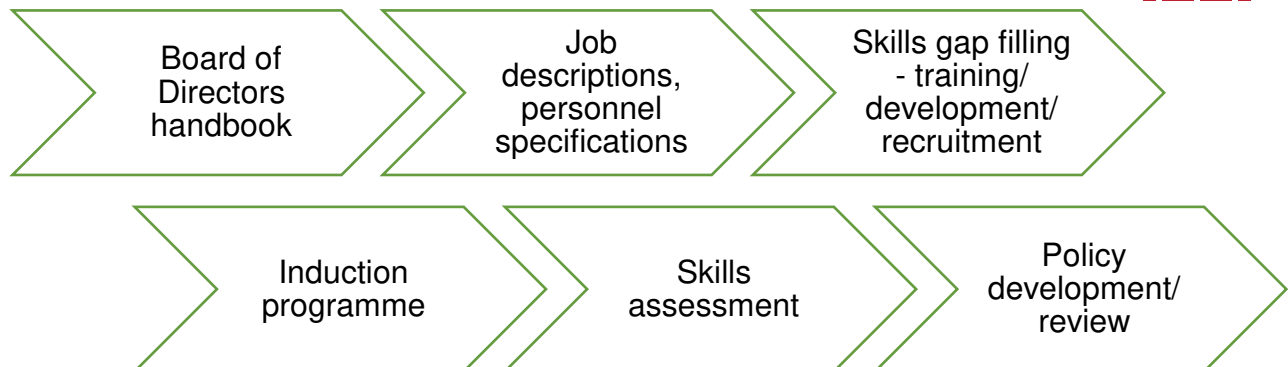 Board of
Directors
handbook
Job
descriptions,
personnel
specifications
Skills gap filling
- training/
development/
recruitment
Induction
programme
Skills
assessment
Policy
development/
review